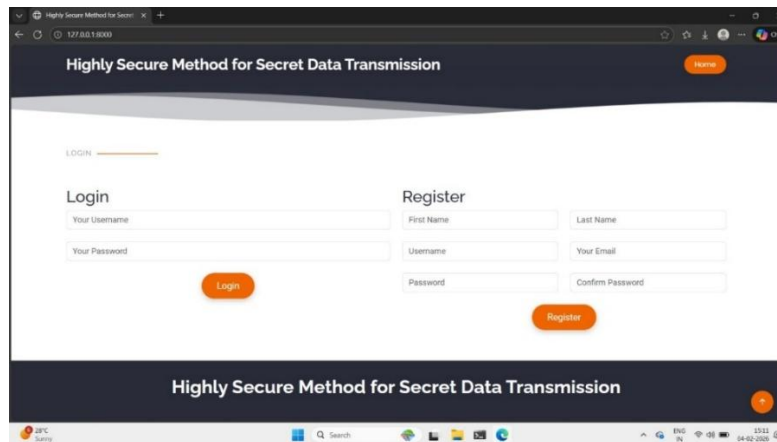 Highly Secure Method for Secret
127.0.0.1:8000
Highly Secure Method for Secret Data Transmission
Home
LOGIN
Login
Register
Your Username
First Name
Last Name
Your Password
Username
Your Email
Login
Password
Confirm Password
Register
Highly Secure Method for Secret Data Transmission
28°C
Sunny
Search
ENG
IN
15:11
04-02-2026